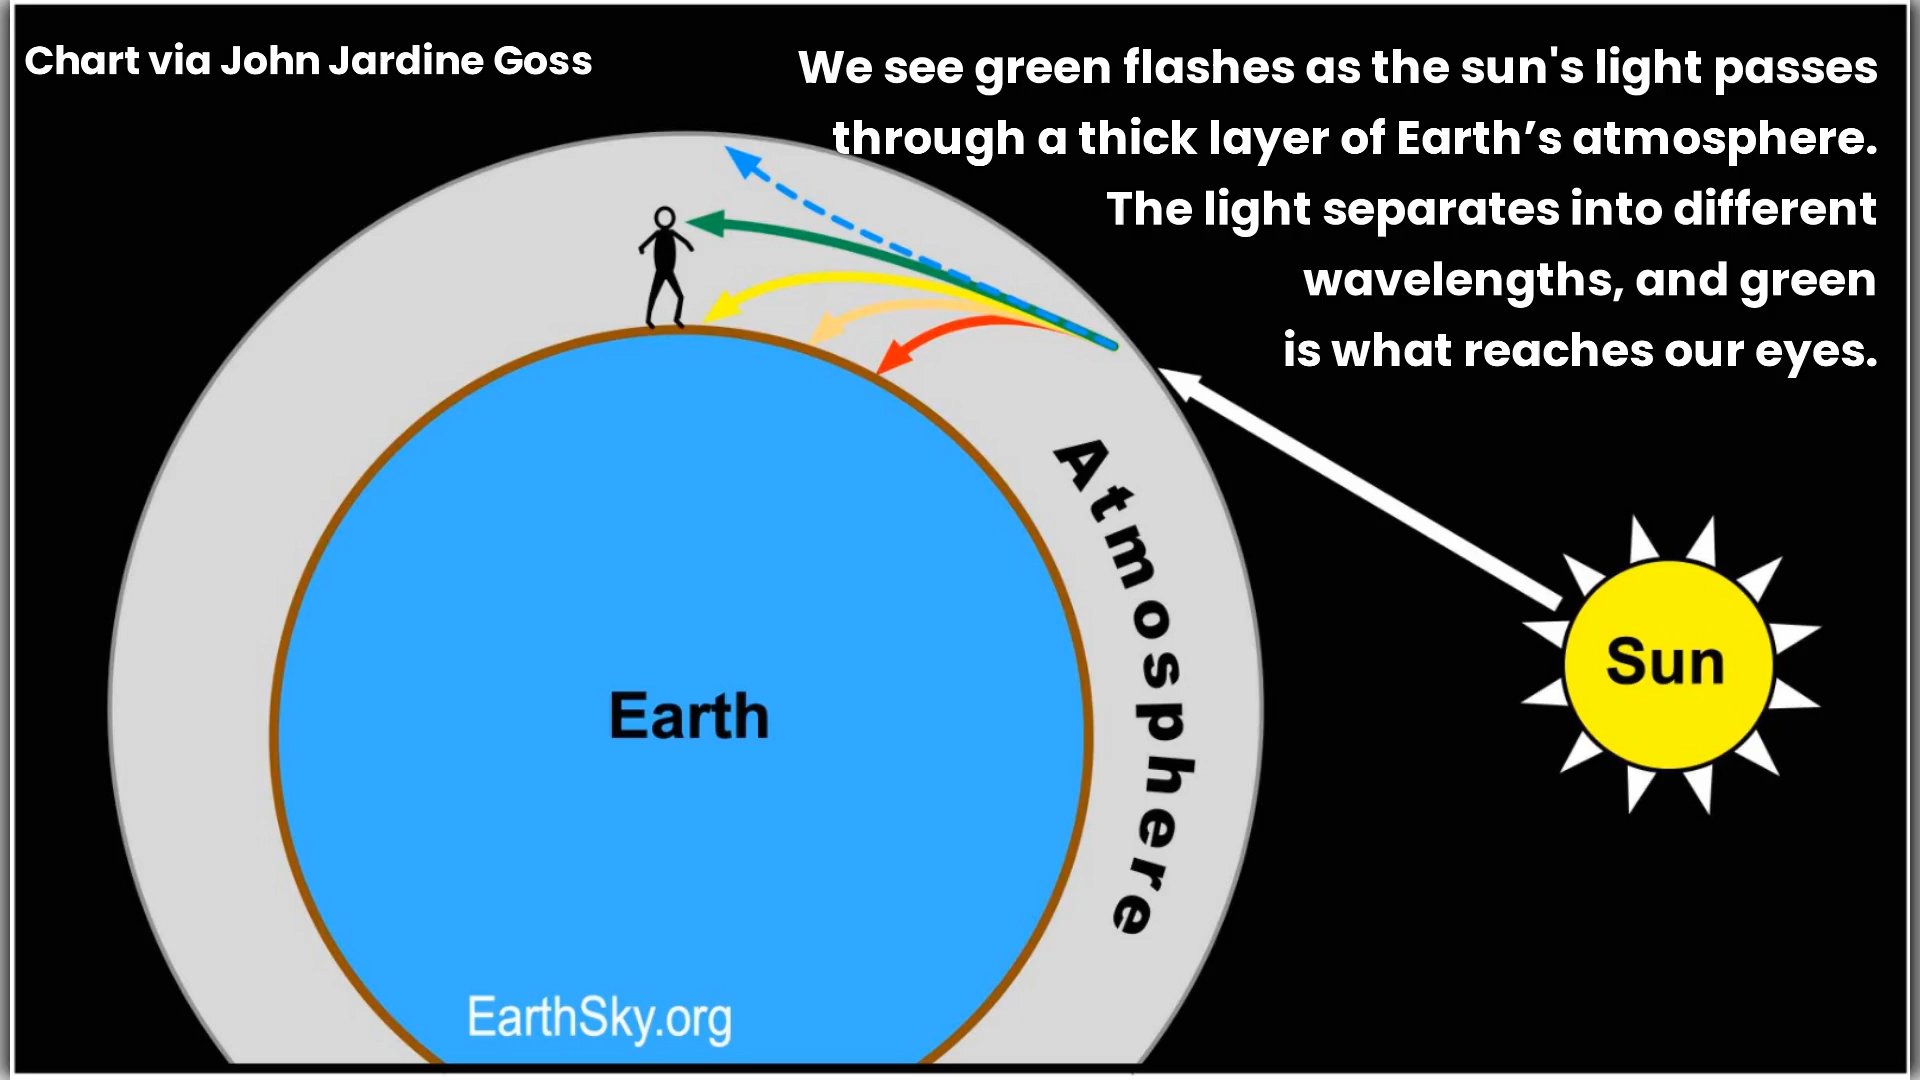 Chart via John Jardine Goss
We see green flashes as the sun's light passes
through a thick layer of Earth’s atmosphere.
The light separates into different
wavelengths, and green
is what reaches our eyes.
Atmosphere
Sun
Earth
EarthSky.org